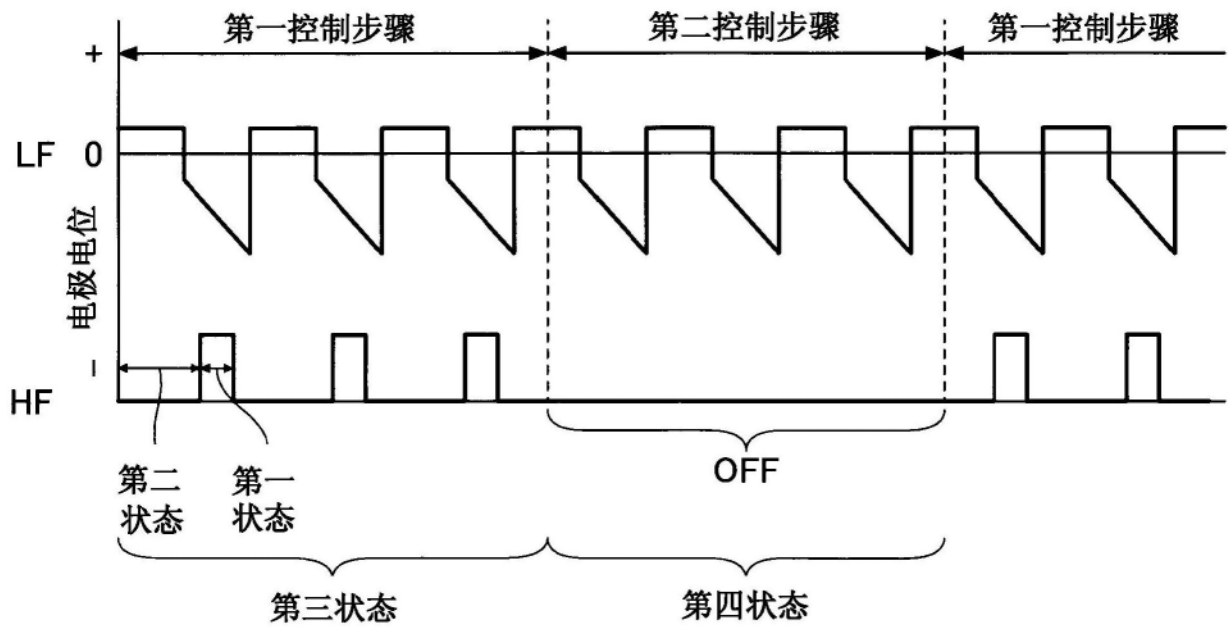 第一控制步骤
第二控制步骤
第一控制步骤
+
LF
0
电极电位
−
HF
第二
状态
第一
状态
OFF
第三状态
第四状态